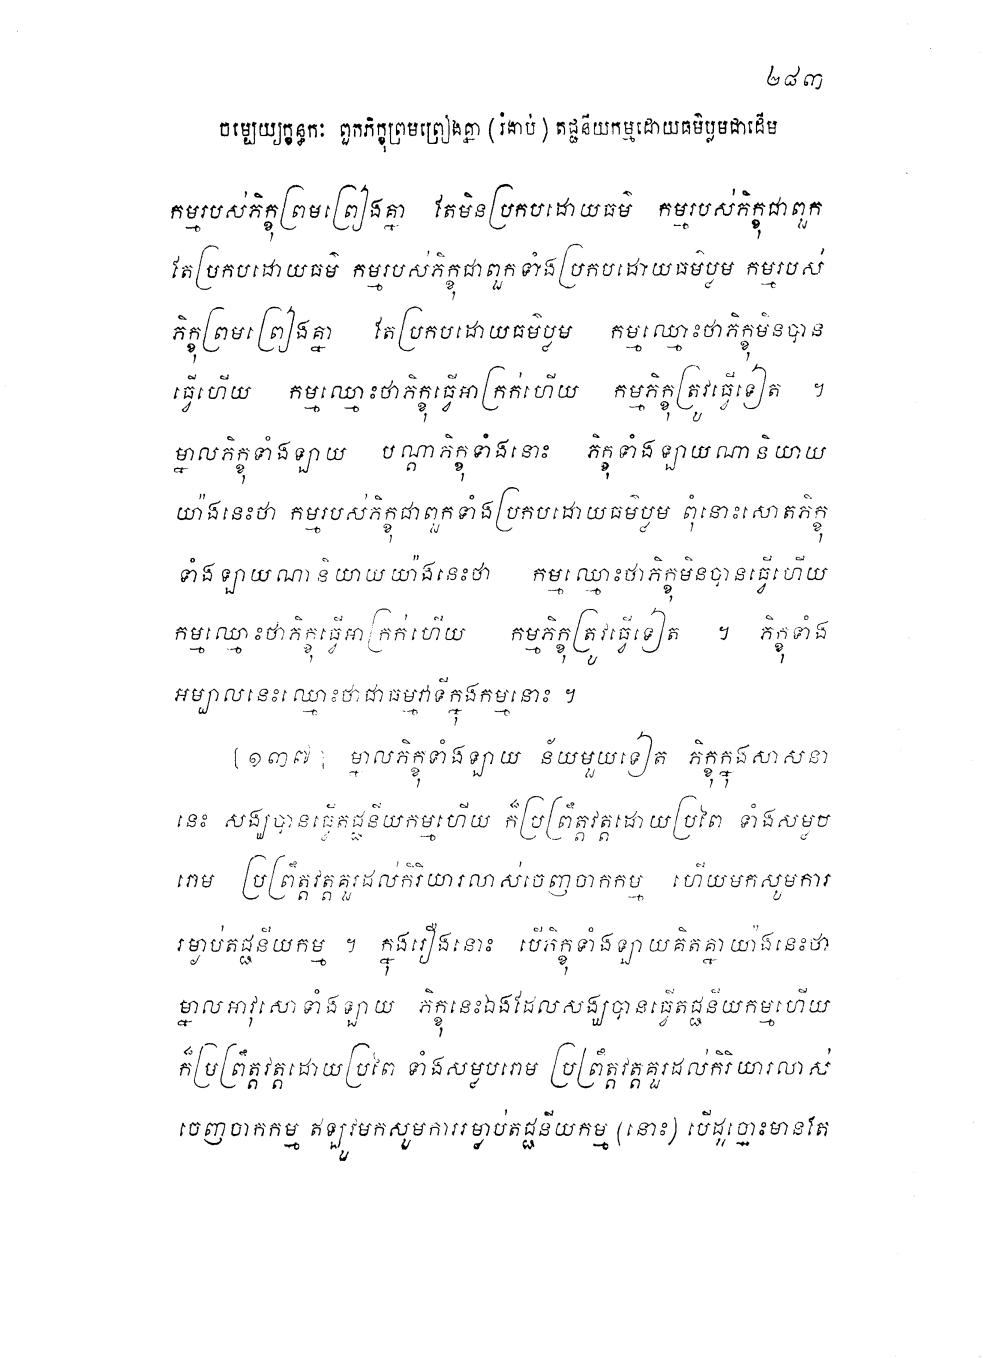 ២៨៣
ចម្បេយ្យក្ខន្ធកៈ ពួកភិក្ខុព្រមព្រៀងគ្នា (រំងាប់) តជ្ជនីយកម្មដោយធម៌ប្លមជាដើម
កម្មរបស់ភិក្ខុព្រមព្រៀងគ្នា តែមិនប្រកបដោយធម៌ កម្មរបស់ភិក្ខុជាពួក
តែប្រកបដោយធម៌ កម្មរបស់ភិក្ខុជាពួកទាំងប្រកបដោយធម៌ប្លម កម្មរបស់
ភិក្ខុព្រមព្រៀងគ្នា តែប្រកបដោយធម៌ប្លម កម្មឈ្មោះថាភិក្ខុមិនបាន
ធ្វើហើយ កម្មឈ្មោះថាភិក្ខុធ្វើអាក្រក់ហើយ កម្មភិក្ខុត្រូវធ្វើទៀត ។
ម្នាលភិក្ខុទាំងឡាយ បណ្តាភិក្ខុទាំងនោះ ភិក្ខុទាំងឡាយណានិយាយ
យ៉ាងនេះថា កម្មរបស់ភិក្ខុជាពួកទាំងប្រកបដោយធម៌ប្លម ពុំនោះសោតភិក្ខុ
ទាំងឡាយណានិយាយយ៉ាងនេះថា កម្មឈ្មោះថាភិក្ខុមិនបានធ្វើហើយ
កម្មឈ្មោះថាភិក្ខុធ្វើអាក្រក់ហើយ កម្មភិក្ខុត្រូវធ្វើទៀត ។ ភិក្ខុទាំង
អម្បាលនេះឈ្មោះថាជាធម្មវាទីក្នុងកម្មនោះ ។
[១៣៧] ម្នាលភិក្ខុទាំងឡាយ ន័យមួយទៀត ភិក្ខុក្នុងសាសនា
នេះ សង្ឃបានធ្វើតជ្ជនីយកម្មហើយ ក៏ប្រព្រឹត្តវត្តដោយប្រពៃ ទាំងសម្ងប
រោម ប្រព្រឹត្តវត្តគួរដល់កិរិយារលាស់ចេញចាកកម្ម ហើយមកសូមការ
រម្ងាប់តជ្ជនីយកម្ម ។ ក្នុងរឿងនោះ បើភិក្ខុទាំងឡាយគិតគ្នាយ៉ាងនេះថា
ម្នាលអាវុសោទាំងឡាយ ភិក្ខុនេះឯងដែលសង្ឃបានធ្វើតជ្ជនីយកម្មហើយ
ក៏ប្រព្រឹត្តវត្តដោយប្រពៃ ទាំងសម្ងបរោម ប្រព្រឹត្តវត្តគួរដល់កិរិយារលាស់
ចេញចាកកម្ម ឥឡូវមកសូមការរម្ងាប់តជ្ជនីយកម្ម (នោះ) បើដូច្នោះមានតែ